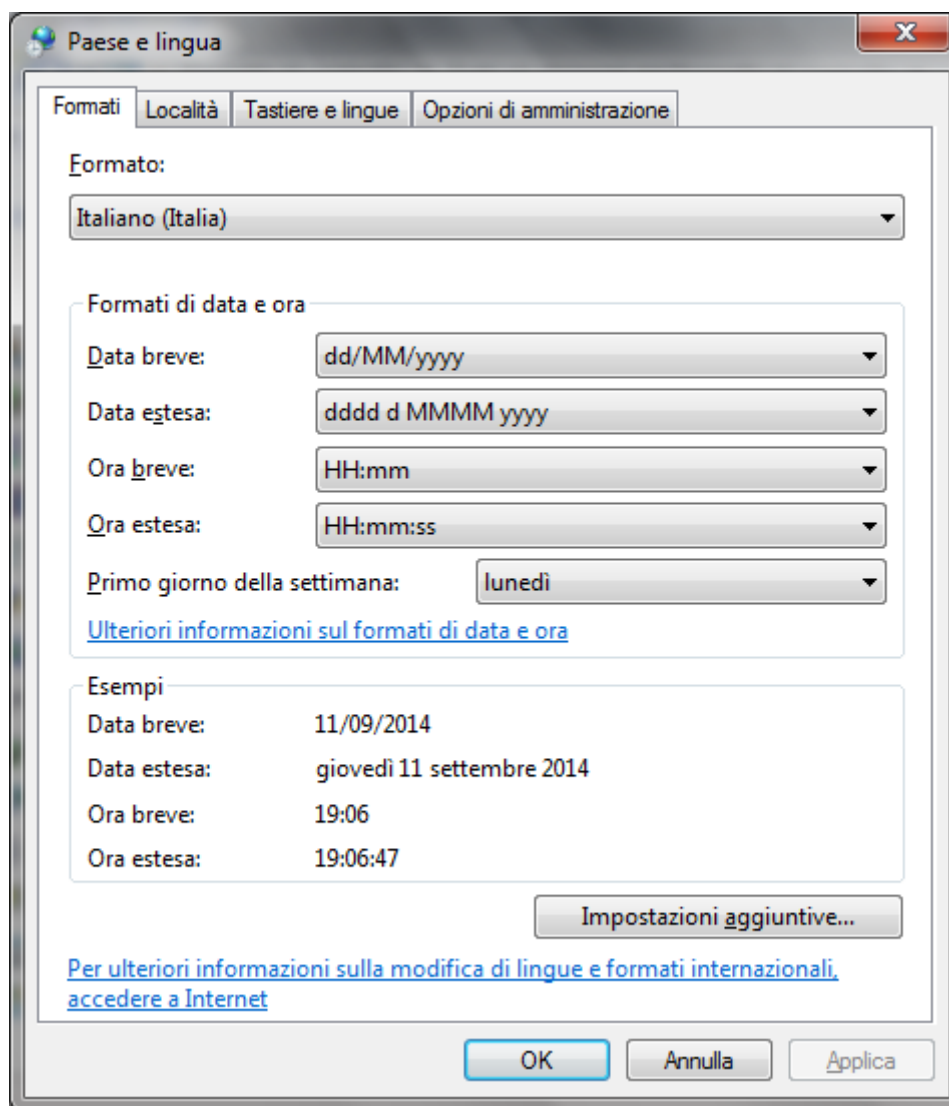 Paese e lingua
Formati Località Tastiere e lingue Opzioni di amministrazione
Formato:
Italiano (Italia)
Formati di data e ora
Data breve: dd/MM/yyyy
Data estesa: dddd d MMMM yyyy
Ora breve: HH:mm
Ora estesa: HH:mm:ss
Primo giorno della settimana: lunedì
Ulteriori informazioni sul formati di data e ora
Esempi
Data breve: 11/09/2014
Data estesa: giovedì 11 settembre 2014
Ora breve: 19:06
Ora estesa: 19:06:47
Impostazioni aggiuntive...
Per ulteriori informazioni sulla modifica di lingue e formati internazionali,
accedere a Internet
OK Annulla Applica